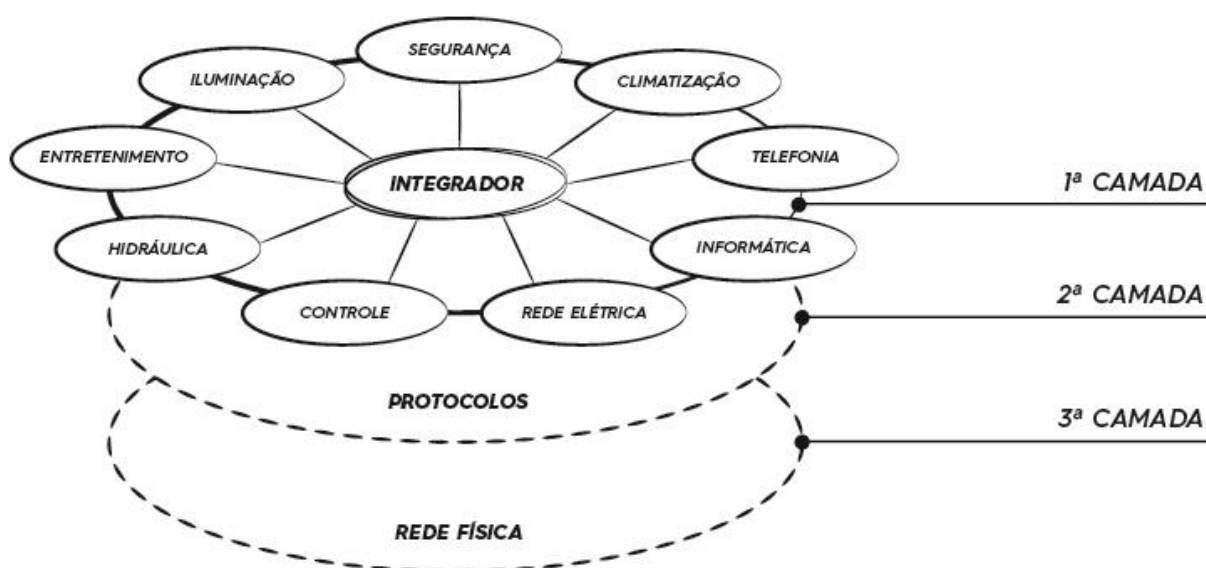 SEGURANÇA
ILUMINAÇÃO
CLIMATIZAÇÃO
ENTRETENIMENTO
TELEFONIA
INTEGRADOR
1ª CAMADA
HIDRÁULICA
INFORMÁTICA
2ª CAMADA
CONTROLE
REDE ELÉTRICA
PROTOCOLOS
3ª CAMADA
REDE FÍSICA